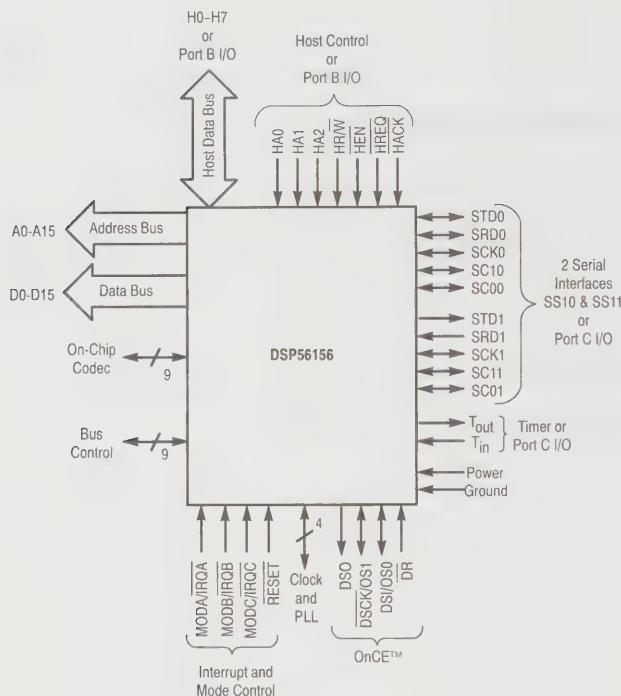 H0–H7
or
Port B I/O
Host Data Bus
Host Control
or
Port B I/O
HA0
HA1
HA2
HR/W
HEN
HREQ
HACK
A0-A15
Address Bus
D0-D15
Data Bus
On-Chip
Codec
9
Bus
Control
9
DSP56156
STD0
SRD0
SCK0
SC10
SC00
STD1
SRD1
SCK1
SC11
SC01
2 Serial
Interfaces
SS10 & SS11
or
Port C I/O
Tout
Tin
Timer or
Port C I/O
Power
Ground
MODA/IRQA
MODB/IRQB
MODC/IRQC
RESET
Interrupt and
Mode Control
4
Clock
and
PLL
DSO
DSCK/OS1
DSI/OS0
DR
OnCE™